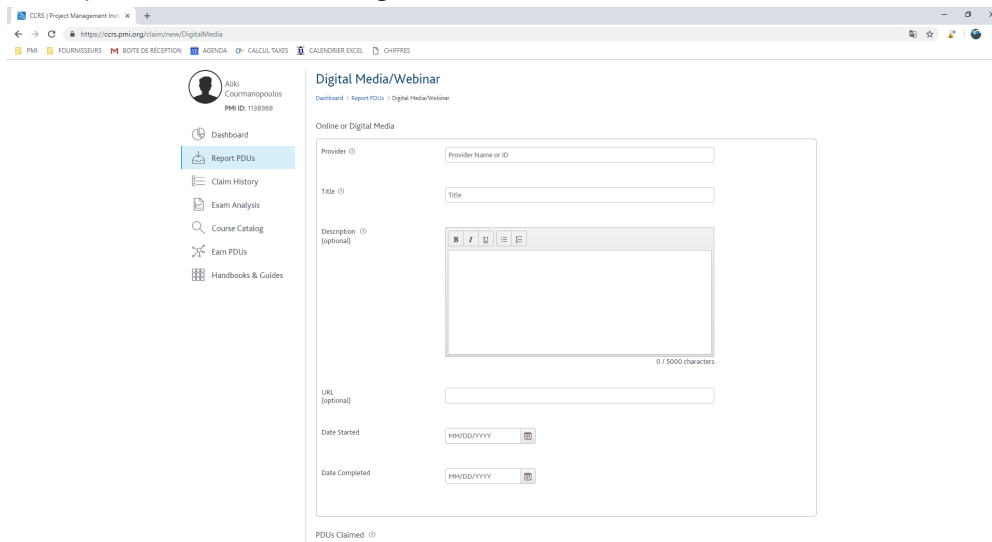 CCRS | Project Management Insti
https://ccrs.pmi.org/claim/new/DigitalMedia
PMI
FOURNISSEURS
BOITE DE RÉCEPTION
AGENDA
CALCUL TAXES
CALENDRIER EXCEL
CHIFFRES
Aliki
Courmanopoulos
PMI ID: 1138988
Dashboard
Report PDUs
Claim History
Exam Analysis
Course Catalog
Earn PDUs
Handbooks & Guides
Digital Media/Webinar
Dashboard > Report PDUs > Digital Media/Webinar
Online or Digital Media
Provider
Provider Name or ID
Title
Title
Description
(optional)
B I U
0 / 5000 characters
URL
(optional)
Date Started
MM/DD/YYYY
Date Completed
MM/DD/YYYY
PDUs Claimed